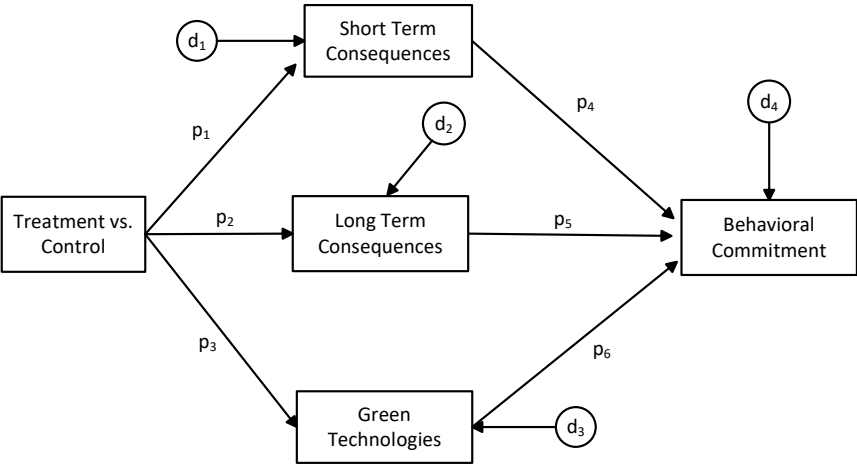 Short Term
Consequences
d₁
p₁
p₄
d₂
d₄
Treatment vs.
Control
p₂
Long Term
Consequences
p₅
Behavioral
Commitment
p₃
p₆
Green
Technologies
d₃